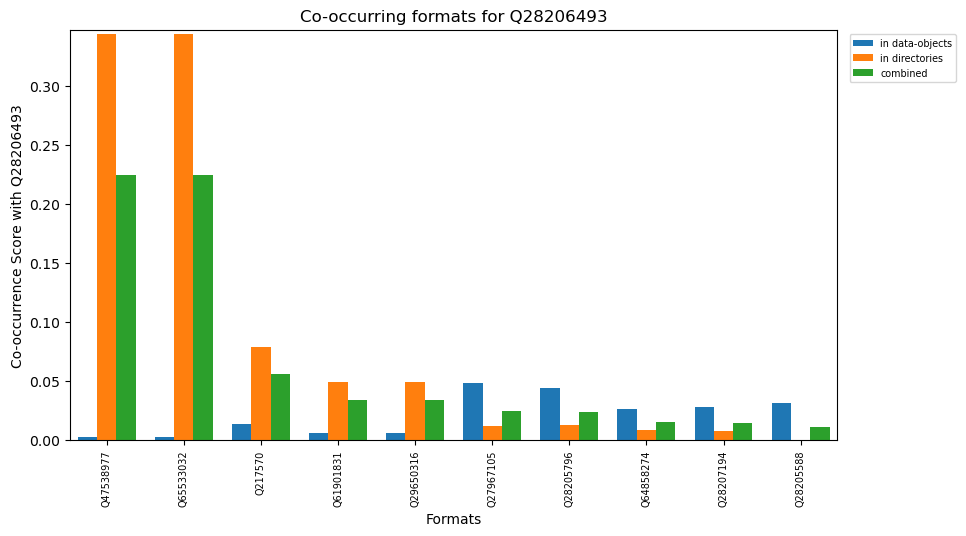 Co-occurring formats for Q28206493
in data-objects
in directories
combined
Co-occurrence Score with Q28206493
0.30
0.25
0.20
0.15
0.10
0.05
0.00
Q47538977
Q65533032
Q217570
Q61901831
Q29650316
Q27967105
Q28205796
Q64858274
Q28207194
Q28205588
Formats